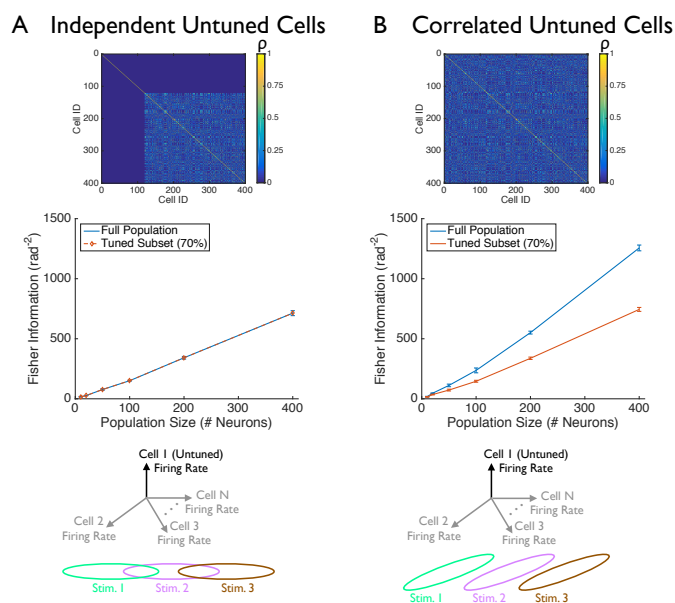 A Independent Untuned Cells
ρ
0
100
200
300
400
Cell ID
100 200 300 400
Cell ID
1
0.75
0.5
0.25
0
1500
1000
500
0
Fisher Information (rad-2)
Full Population
Tuned Subset (70%)
0 100 200 300 400
Population Size (# Neurons)
Cell 1 (Untuned)
Firing Rate
Cell N
Firing Rate
Cell 2
Firing Rate
Cell 3
Firing Rate
Stim. 1 Stim. 2 Stim. 3
B Correlated Untuned Cells
ρ
0
100
200
300
400
Cell ID
100 200 300 400
Cell ID
1
0.75
0.5
0.25
0
1500
1000
500
0
Fisher Information (rad-2)
Full Population
Tuned Subset (70%)
0 100 200 300 400
Population Size (# Neurons)
Cell 1 (Untuned)
Firing Rate
Cell N
Firing Rate
Cell 2
Firing Rate
Cell 3
Firing Rate
Stim. 1 Stim. 2 Stim. 3